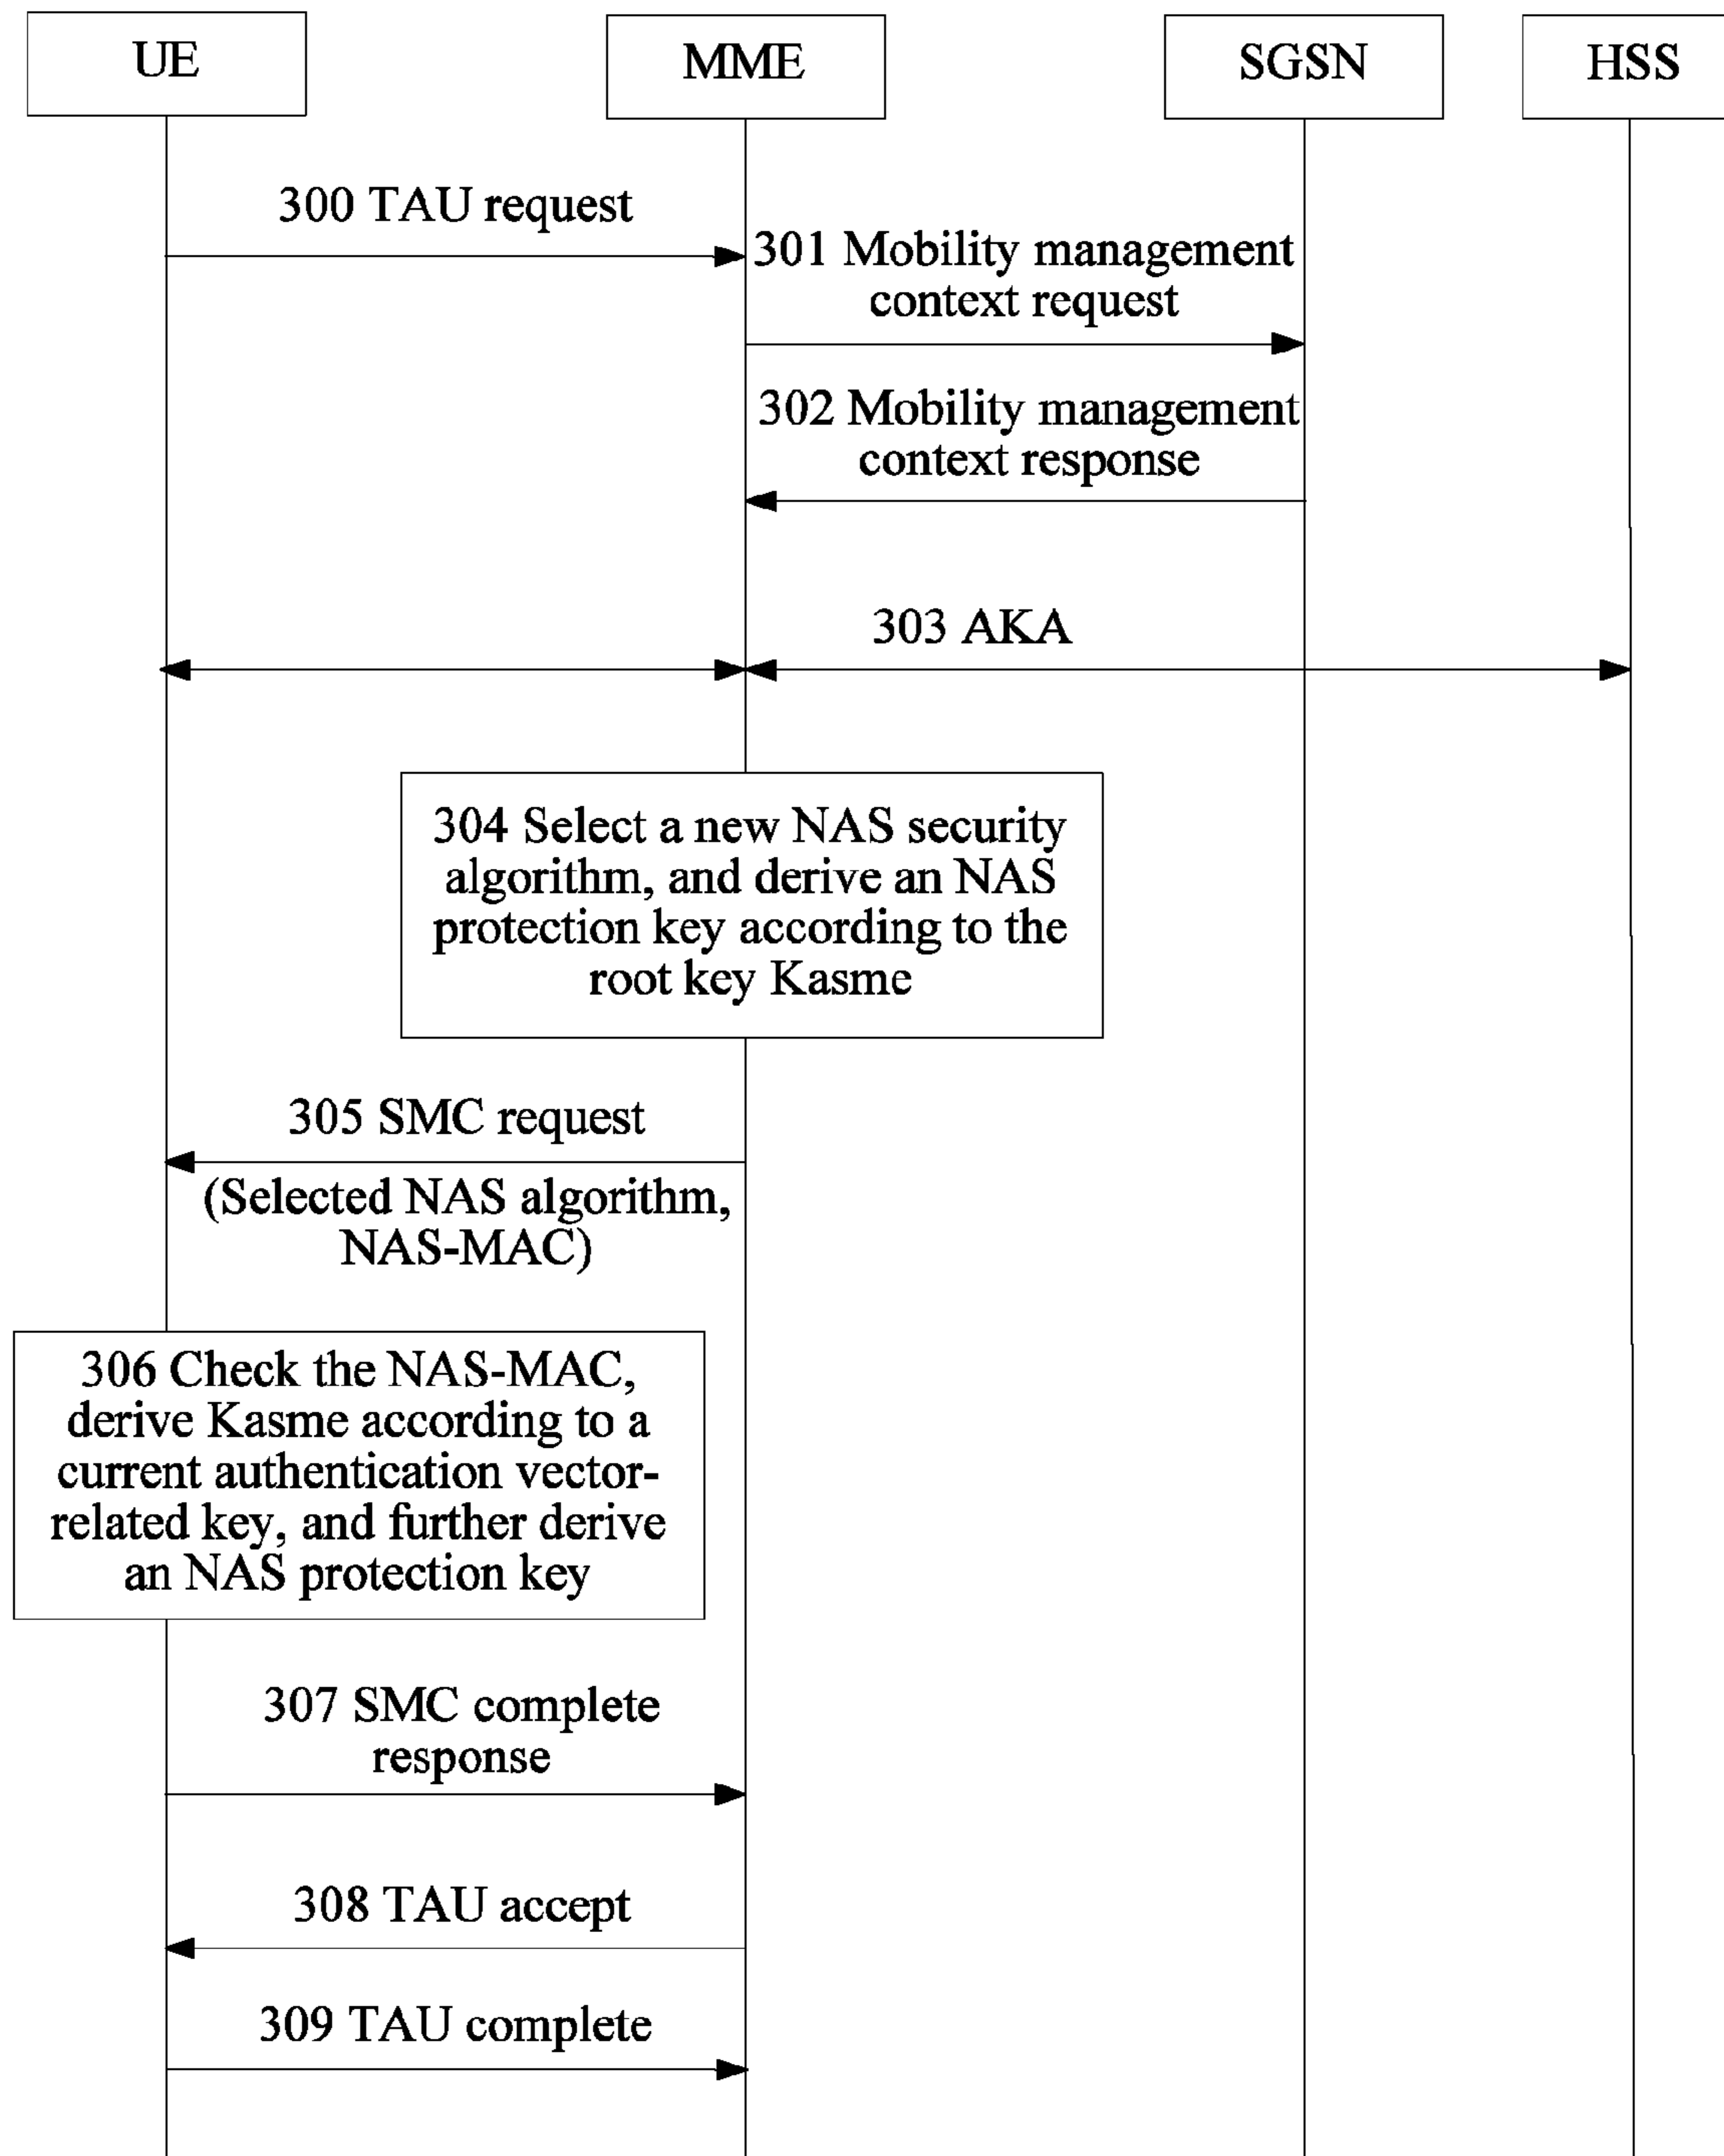 UE
MME
SGSN
HSS
300 TAU request
301 Mobility management
context request
302 Mobility management
context response
303 AKA
304 Select a new NAS security
algorithm, and derive an NAS
protection key according to the
root key Kasme
305 SMC request
(Selected NAS algorithm,
NAS-MAC)
306 Check the NAS-MAC,
derive Kasme according to a
current authentication vector-
related key, and further derive
an NAS protection key
307 SMC complete
response
308 TAU accept
309 TAU complete